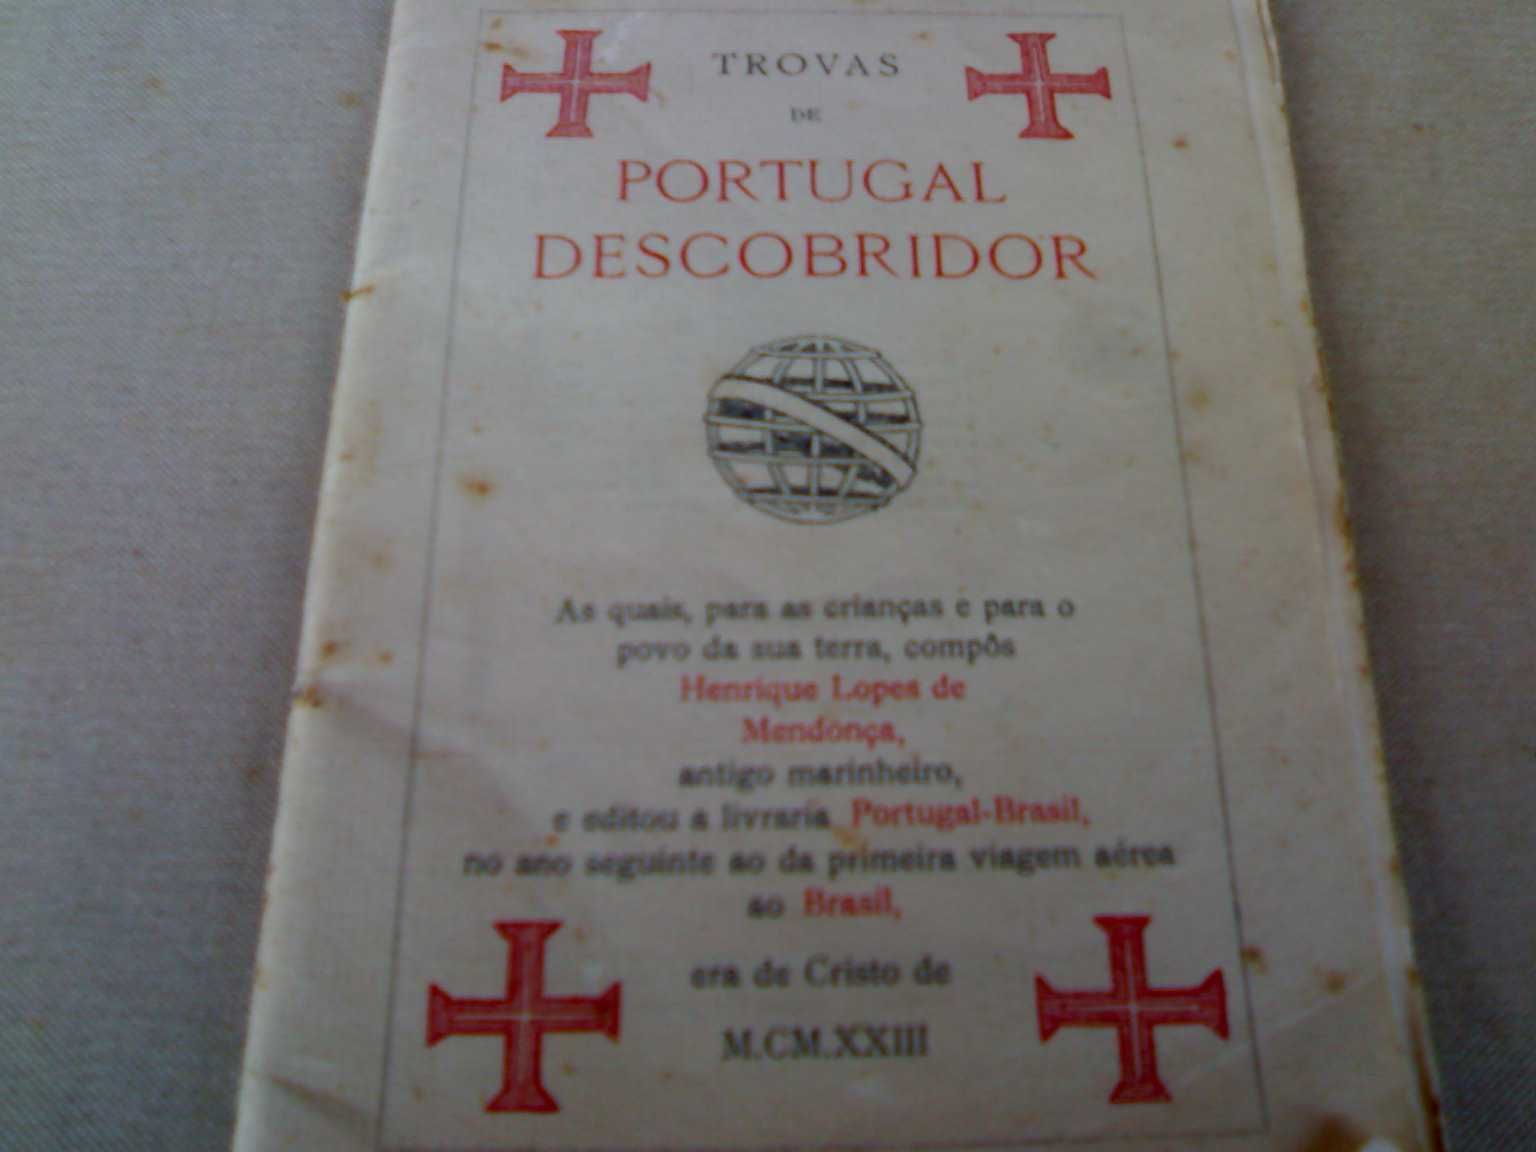 TROVAS
DE
PORTUGAL
DESCOBRIDOR
As quais, para as crianças e para o
povo da sua terra, compôs
Henrique Lopes de
Mendonça,
antigo marinheiro,
e editou a livraria Portugal-Brasil,
no ano seguinte ao da primeira viagem aérea
ao Brasil,
era de Cristo de
M.CM.XXIII